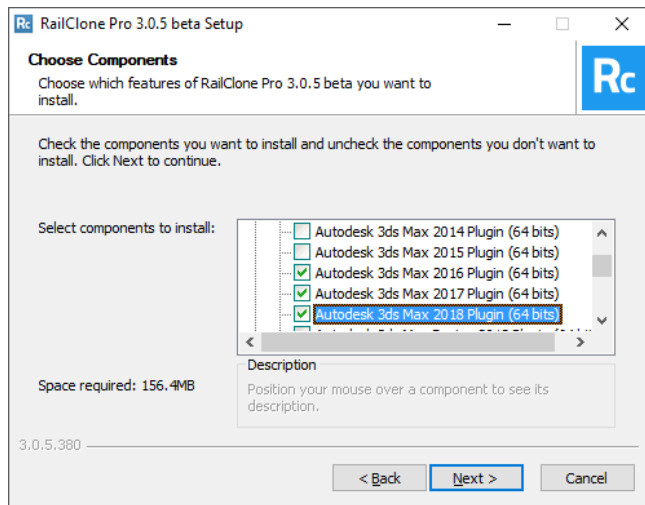 Rc RailClone Pro 3.0.5 beta Setup
Choose Components
Choose which features of RailClone Pro 3.0.5 beta you want to
install.
Rc
Check the components you want to install and uncheck the components you don't want to
install. Click Next to continue.
Select components to install:
Autodesk 3ds Max 2014 Plugin (64 bits)
Autodesk 3ds Max 2015 Plugin (64 bits)
Autodesk 3ds Max 2016 Plugin (64 bits)
Autodesk 3ds Max 2017 Plugin (64 bits)
Autodesk 3ds Max 2018 Plugin (64 bits)
Space required: 156.4MB
Description
Position your mouse over a component to see its
description.
3.0.5.380
< Back Next > Cancel